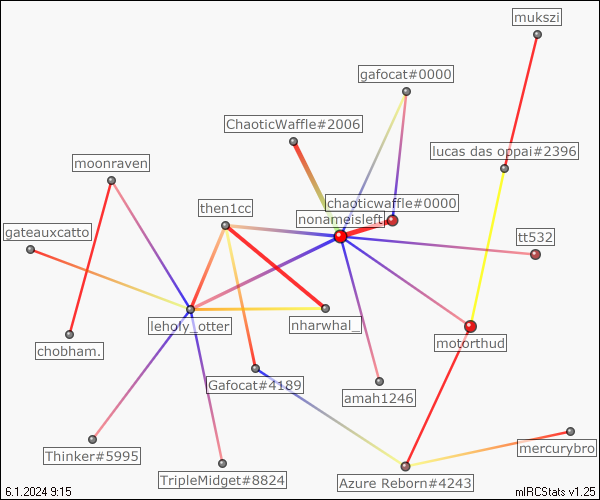 mukszi
gafocat#0000
ChaoticWaffle#2006
lucas das oppai#2396
moonraven
chaoticwaffle#0000
then1cc
nonameisleft
gateauxcatto
tt532
leholy_otter
nharwhal_
motorthud
chobham.
Gafocat#4189
amah1246
mercurybro
Thinker#5995
TripleMidget#8824
Azure Reborn#4243
6.1.2024 9:15
mIRCStats v1.25